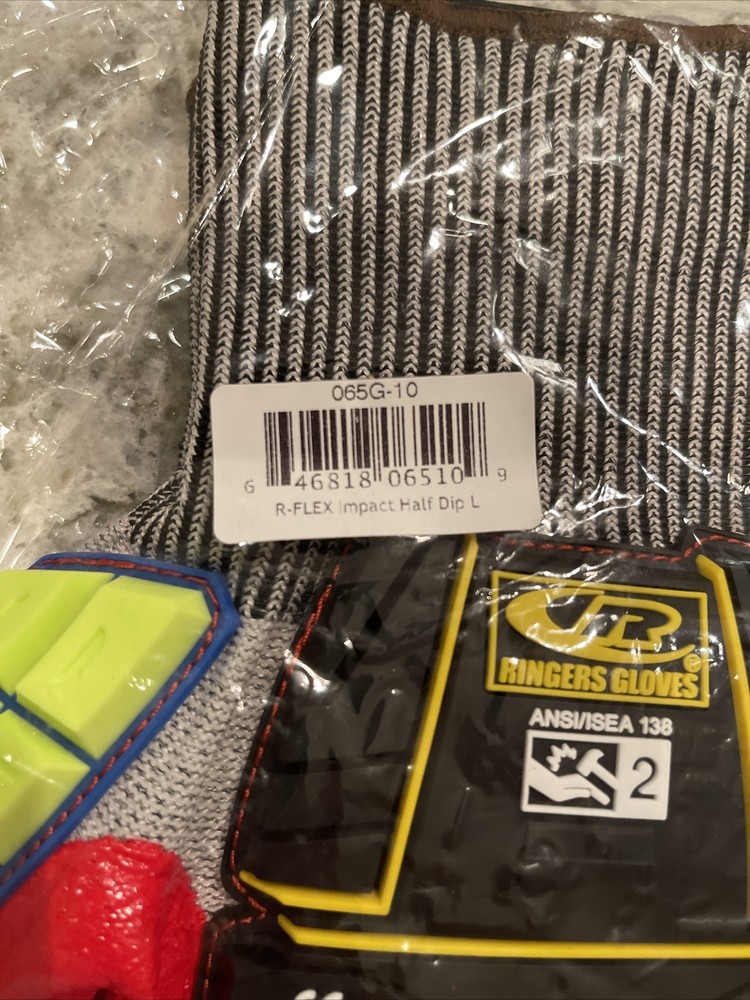 065G-10
6 46818 06510 9
R-FLEX Impact Half Dip L
R
RINGERS GLOVES
ANSI/ISEA 138
2